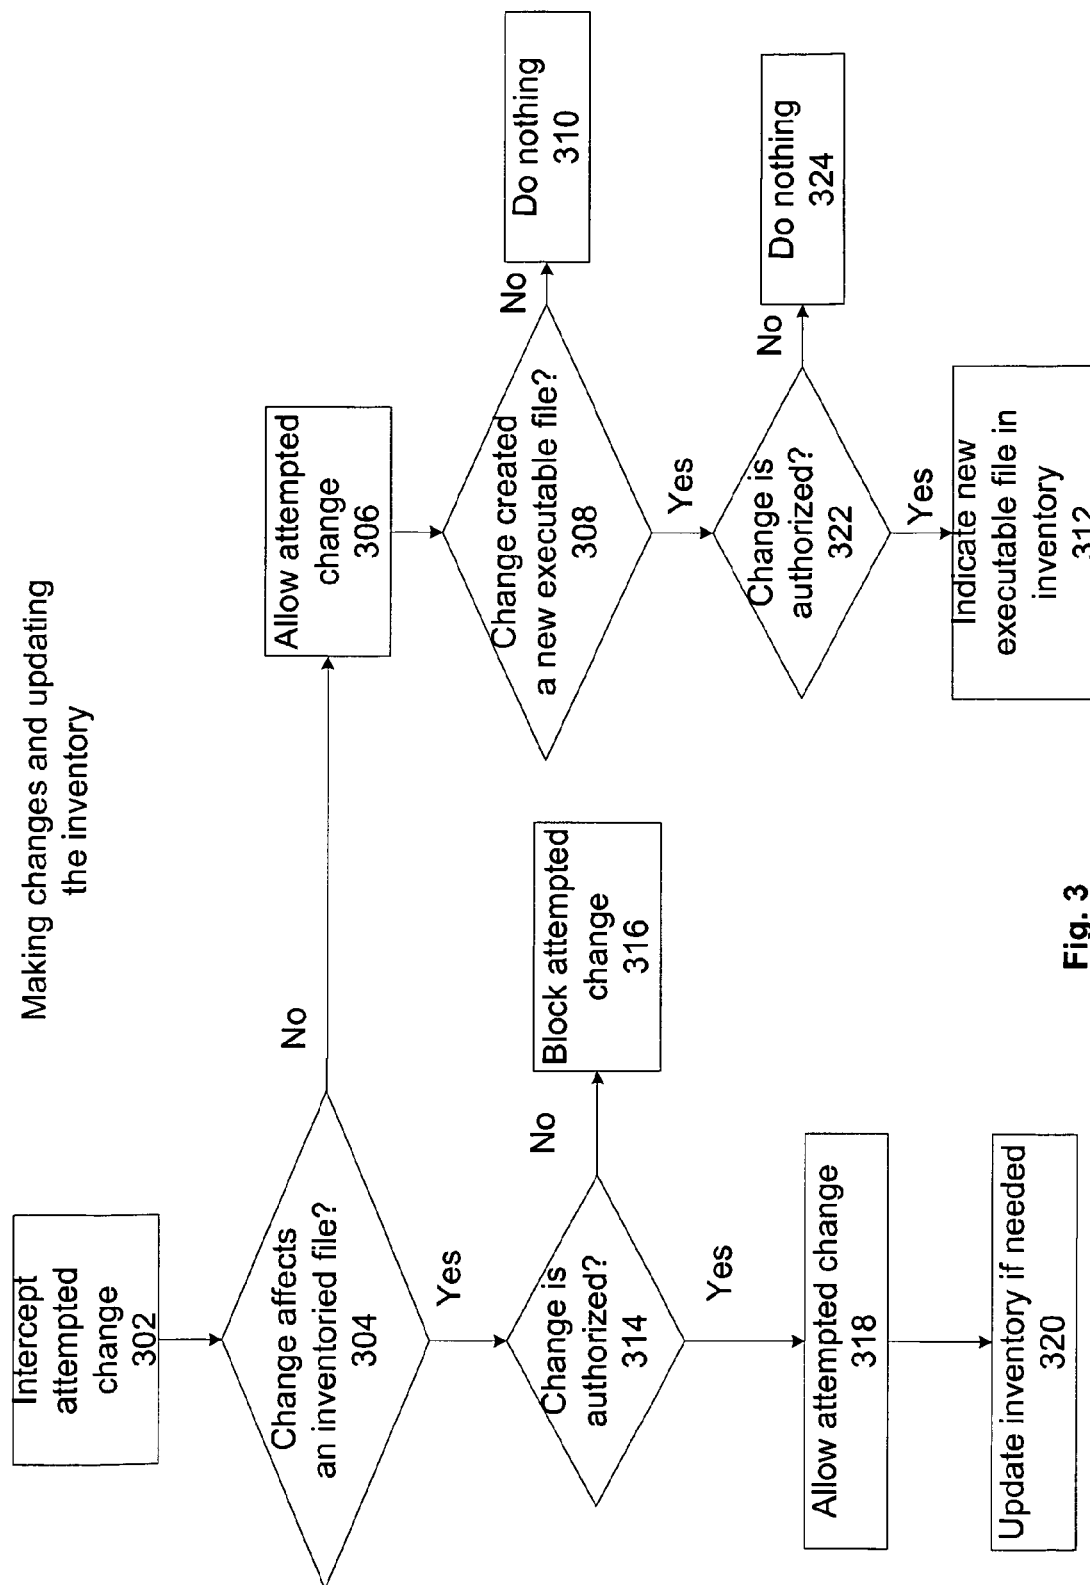 Making changes and updating
the inventory
Intercept
attempted
change
302
Change affects
an inventoried file?
304
No
Yes
Allow attempted
change
306
Change created
a new executable file?
308
No
Do nothing
310
Yes
Change is
authorized?
322
No
Do nothing
324
Yes
Indicate new
executable file in
inventory
312
Change is
authorized?
314
No
Block attempted
change
316
Yes
Allow attempted change
318
Update inventory if needed
320
Fig. 3